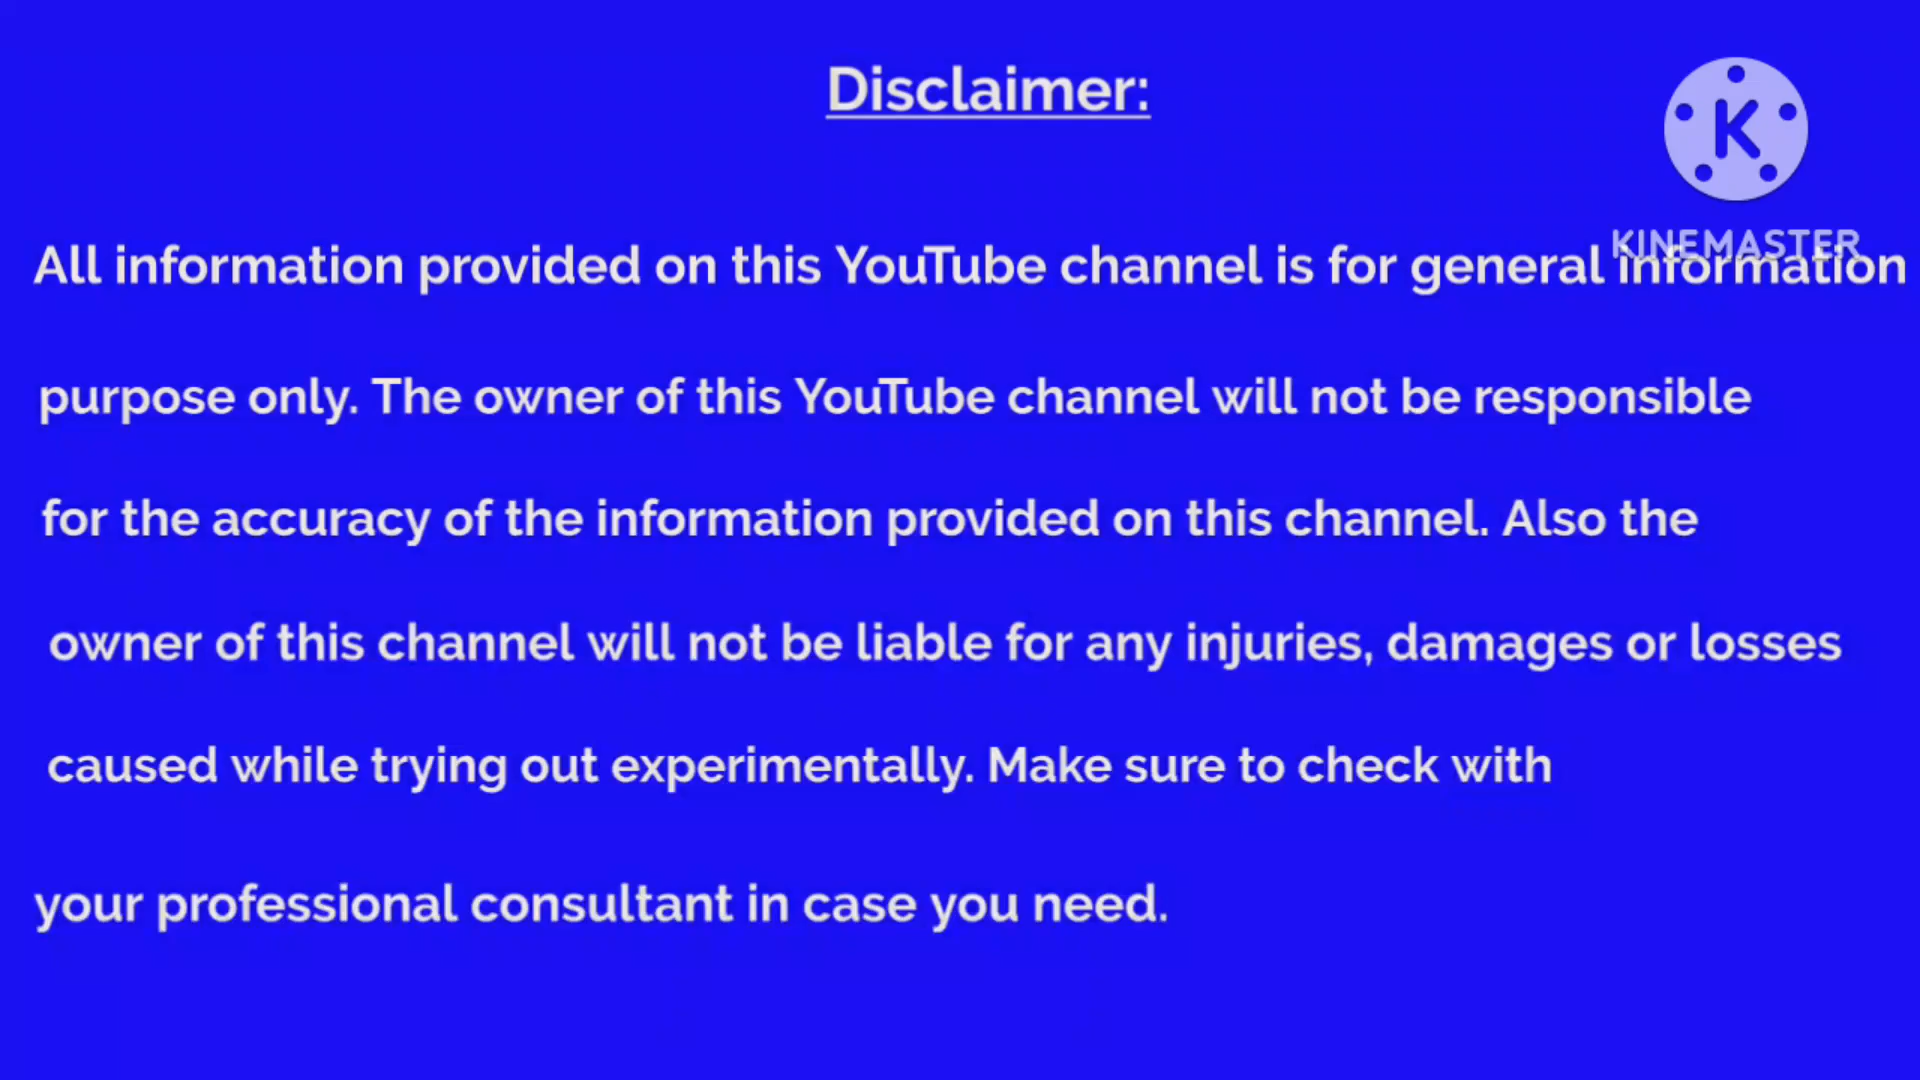 Disclaimer:
K
KINEMASTER
All information provided on this YouTube channel is for general information
purpose only. The owner of this YouTube channel will not be responsible
for the accuracy of the information provided on this channel. Also the
owner of this channel will not be liable for any injuries, damages or losses
caused while trying out experimentally. Make sure to check with
your professional consultant in case you need.